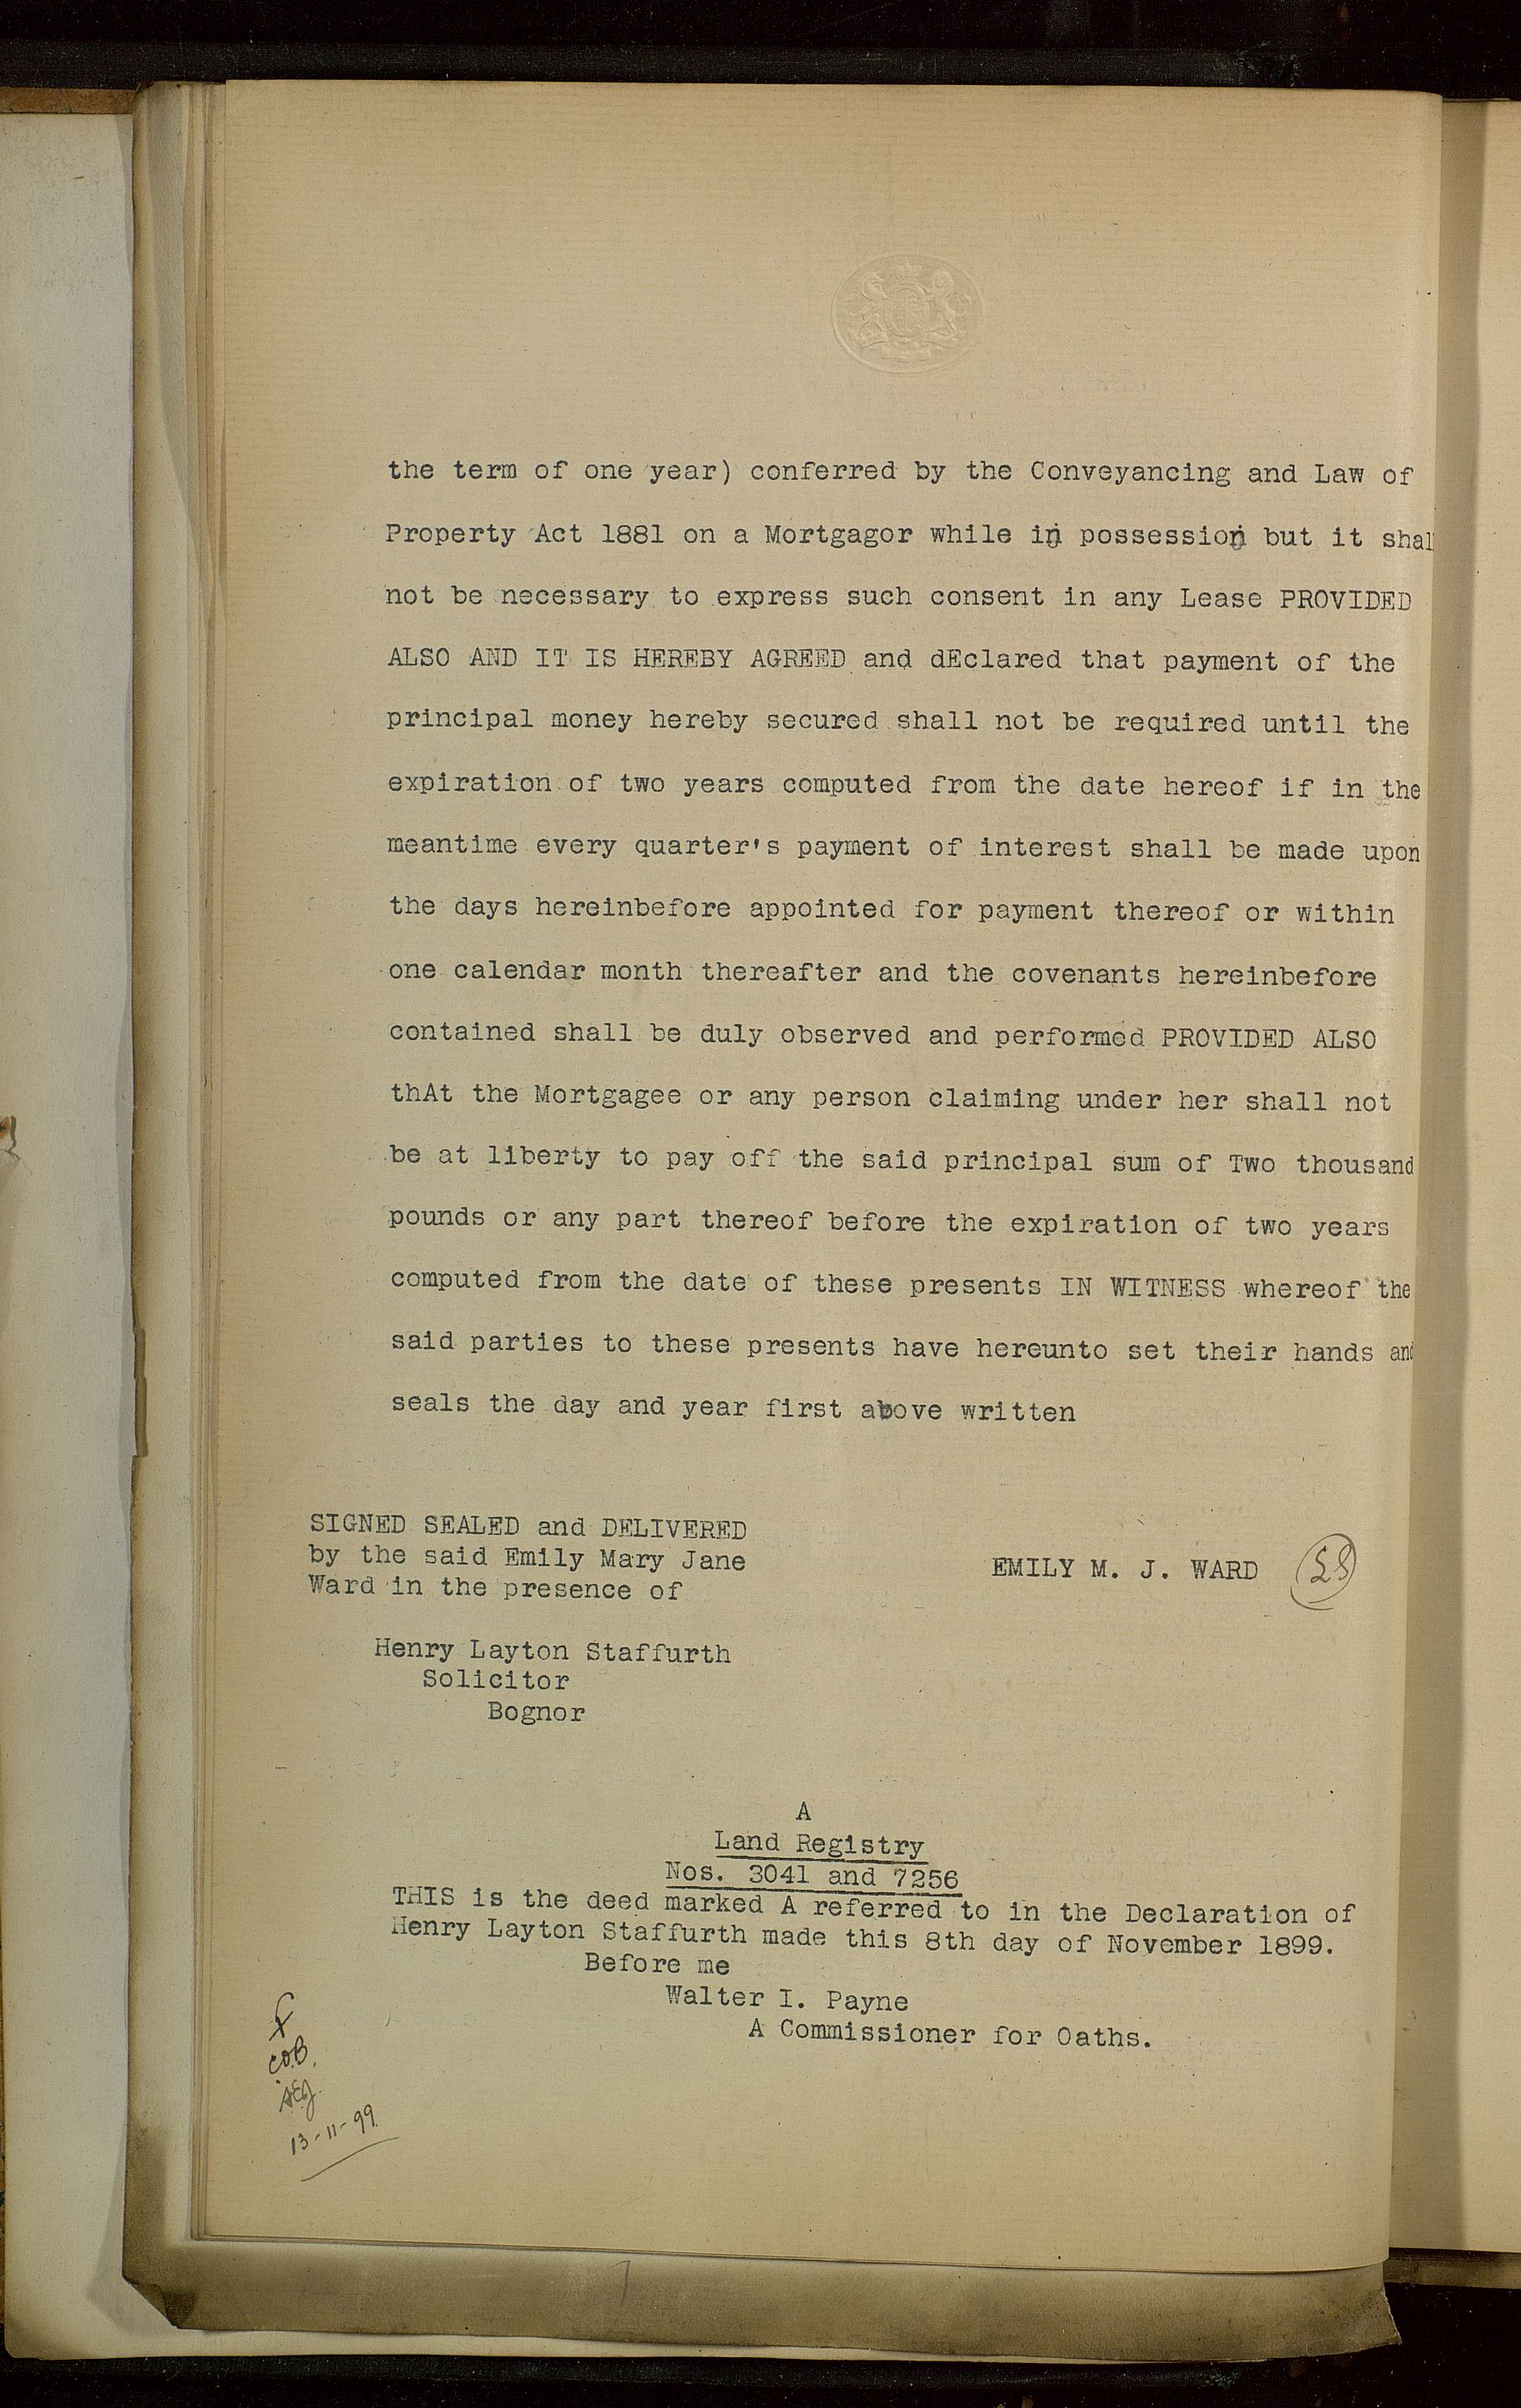 the term of one year) conferred by the Conveyancing and Law of
Property Act 1881 on a Mortgagor while in possession but it shal
not be necessary to express such consent in any Lease PROVIDED
ALSO AND IT IS HEREBY AGREED and dEclared that payment of the
principal money hereby secured shall not be required until the
expiration of two years computed from the date hereof if in the
meantime every quarter's payment of interest shall be made upon
the days hereinbefore appointed for payment thereof or within
one calendar month thereafter and the covenants hereinbefore
contained shall be duly observed and performed PROVIDED ALSO
thAt the Mortgagee or any person claiming under her shall not
be at liberty to pay off the said principal sum of Two thousand
pounds or any part thereof before the expiration of two years
computed from the date of these presents IN WITNESS whereof the
said parties to these presents have hereunto set their hands and
seals the day and year first above written
SIGNED SEALED and DELIVERED
by the said Emily Mary Jane
Ward in the presence of
EMILY M. J. WARD
Henry Layton Staffurth
Solicitor
Bognor
A
Land Registry
Nos. 3041 and 7256
THIS is the deed marked A referred to in the Declaration of
Henry Layton Staffurth made this 8th day of November 1899.
Before me
Walter I. Payne
A Commissioner for Oaths.
C.O.B.
13-11-99